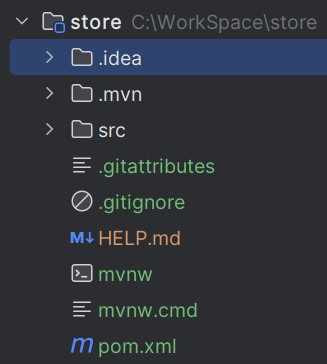 store C:\WorkSpace\store
.idea
.mvn
src
.gitattributes
.gitignore
M↓ HELP.md
mvnw
mvnw.cmd
m pom.xml